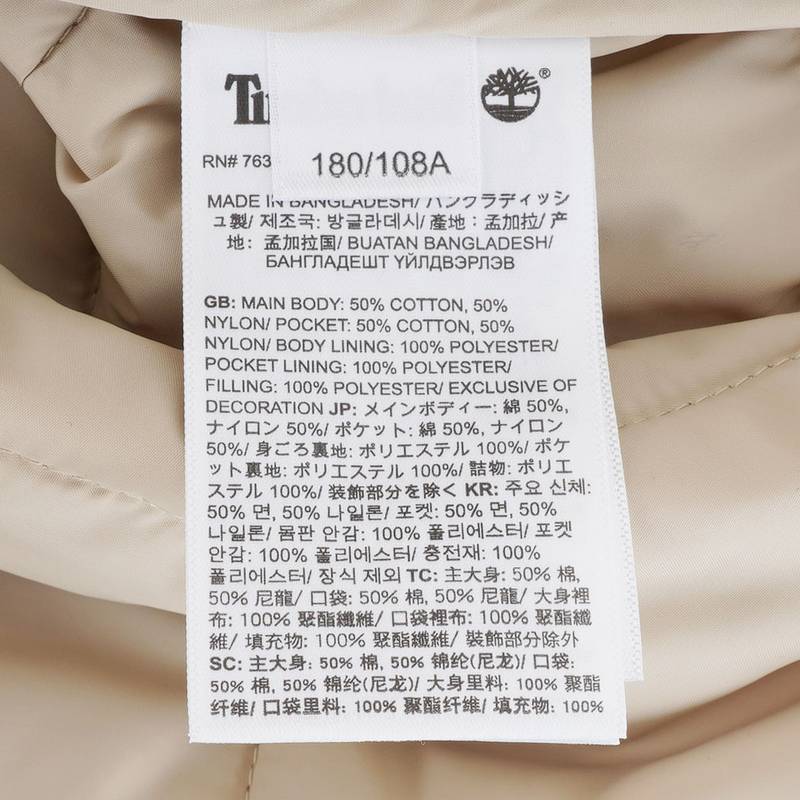 ®
RN# 763
180/108A
MADE IN BANGLADESH/ バングラディッシ
ュ製/ 제조국: 방글라데시/ 產地：孟加拉/ 产
地：孟加拉国/ BUATAN BANGLADESH/
БАНГЛАДЕШТ ҮЙЛДВЭРЛЭВ
GB: MAIN BODY: 50% COTTON, 50%
NYLON/ POCKET: 50% COTTON, 50%
NYLON/ BODY LINING: 100% POLYESTER/
POCKET LINING: 100% POLYESTER/
FILLING: 100% POLYESTER/ EXCLUSIVE OF
DECORATION JP: メインボディー: 綿 50%,
ナイロン 50%/ ポケット: 綿 50%, ナイロン
50%/ 身ごろ裏地: ポリエステル 100%/ ポケ
ット裏地: ポリエステル 100%/ 詰物: ポリエ
ステル 100%/ 装飾部分を除く KR: 주요 신체:
50% 면, 50% 나일론/ 포켓: 50% 면, 50%
나일론/ 몸판 안감: 100% 폴리에스터/ 포켓
안감: 100% 폴리에스터/ 충전재: 100%
폴리에스터/ 장식 제외 TC: 主大身: 50% 棉,
50% 尼龍/ 口袋: 50% 棉, 50% 尼龍/ 大身裡
布: 100% 聚酯纖維/ 口袋裡布: 100% 聚酯纖
維/ 填充物: 100% 聚酯纖維/ 裝飾部分除外
SC: 主大身: 50% 棉, 50% 锦纶(尼龙)/ 口袋:
50% 棉, 50% 锦纶(尼龙)/ 大身里料: 100% 聚酯
纤维/ 口袋里料: 100% 聚酯纤维/ 填充物: 100%